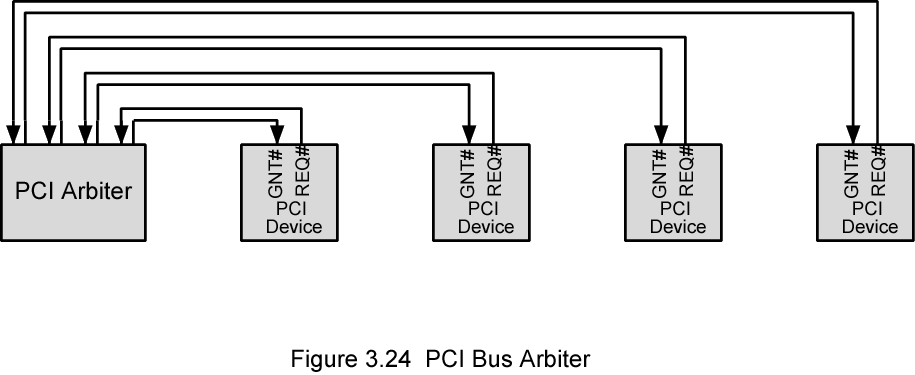 PCI Arbiter
GNT#
REQ#
PCI
Device
GNT#
REQ#
PCI
Device
GNT#
REQ#
PCI
Device
GNT#
REQ#
PCI
Device
Figure 3.24 PCI Bus Arbiter